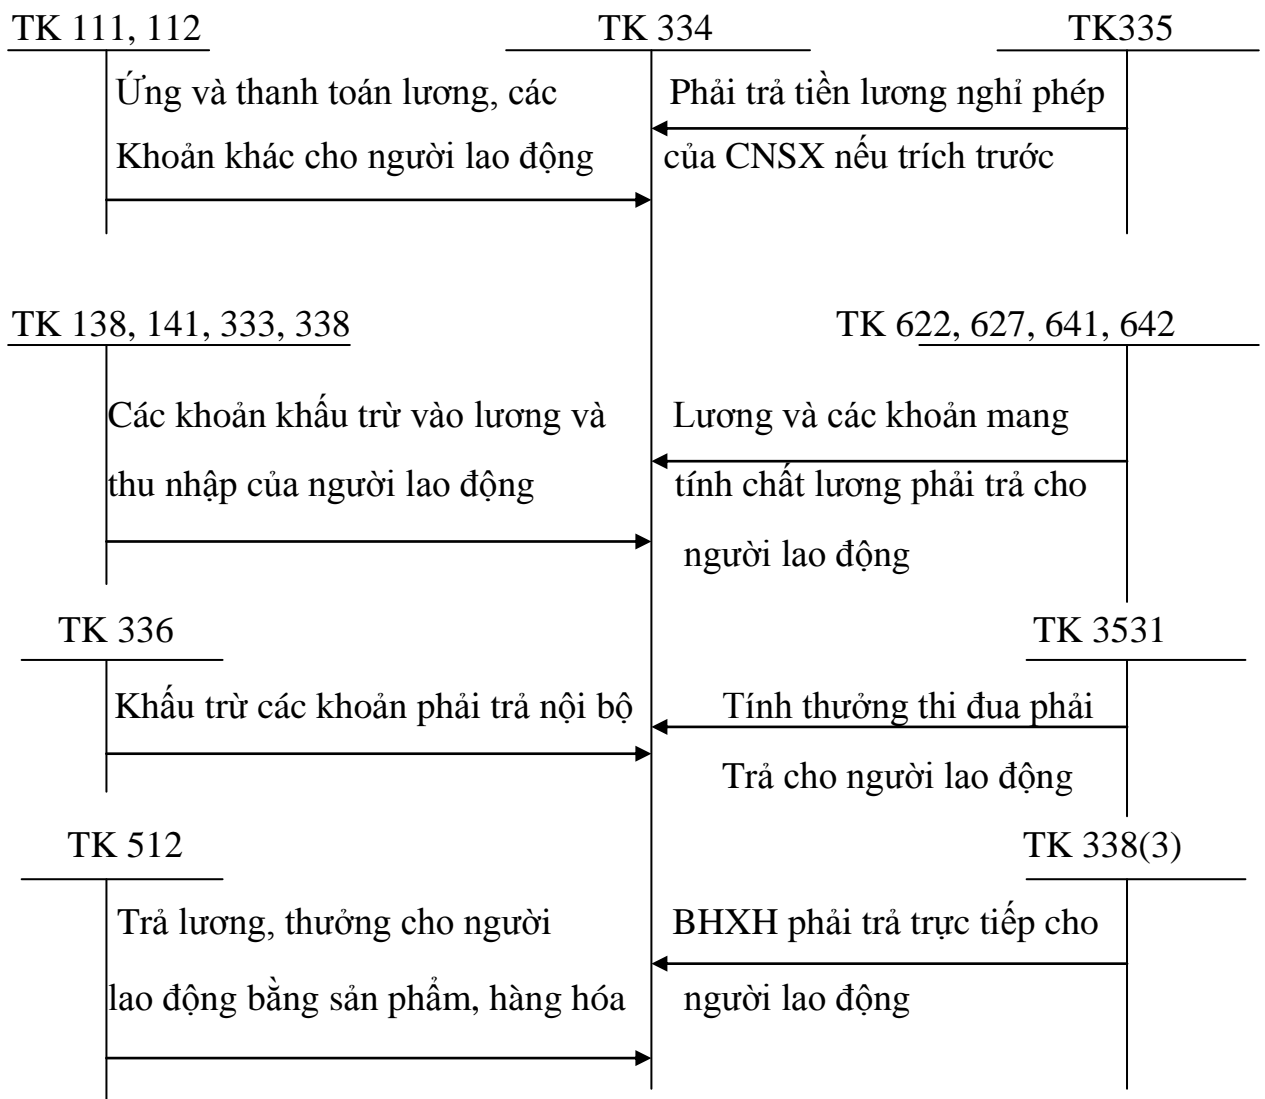 TK 111, 112
TK 334
TK335
Ứng và thanh toán lương, các
Khoản khác cho người lao động
Phải trả tiền lương nghỉ phép
của CNSX nếu trích trước
TK 138, 141, 333, 338
TK 622, 627, 641, 642
Các khoản khấu trừ vào lương và
thu nhập của người lao động
Lương và các khoản mang
tính chất lương phải trả cho
người lao động
TK 336
TK 3531
Khấu trừ các khoản phải trả nội bộ
Tính thưởng thi đua phải
Trả cho người lao động
TK 512
TK 338(3)
Trả lương, thưởng cho người
lao động bằng sản phẩm, hàng hóa
BHXH phải trả trực tiếp cho
người lao động